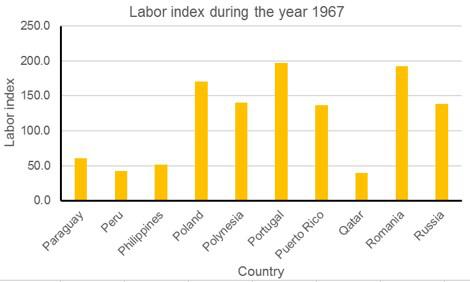 Labor index during the year 1967
250.0
200.0
150.0
100.0
50.0
0.0
Labor index
Paraguay
Peru
Philippines
Poland
Polynesia
Portugal
Puerto Rico
Qatar
Romania
Russia
Country